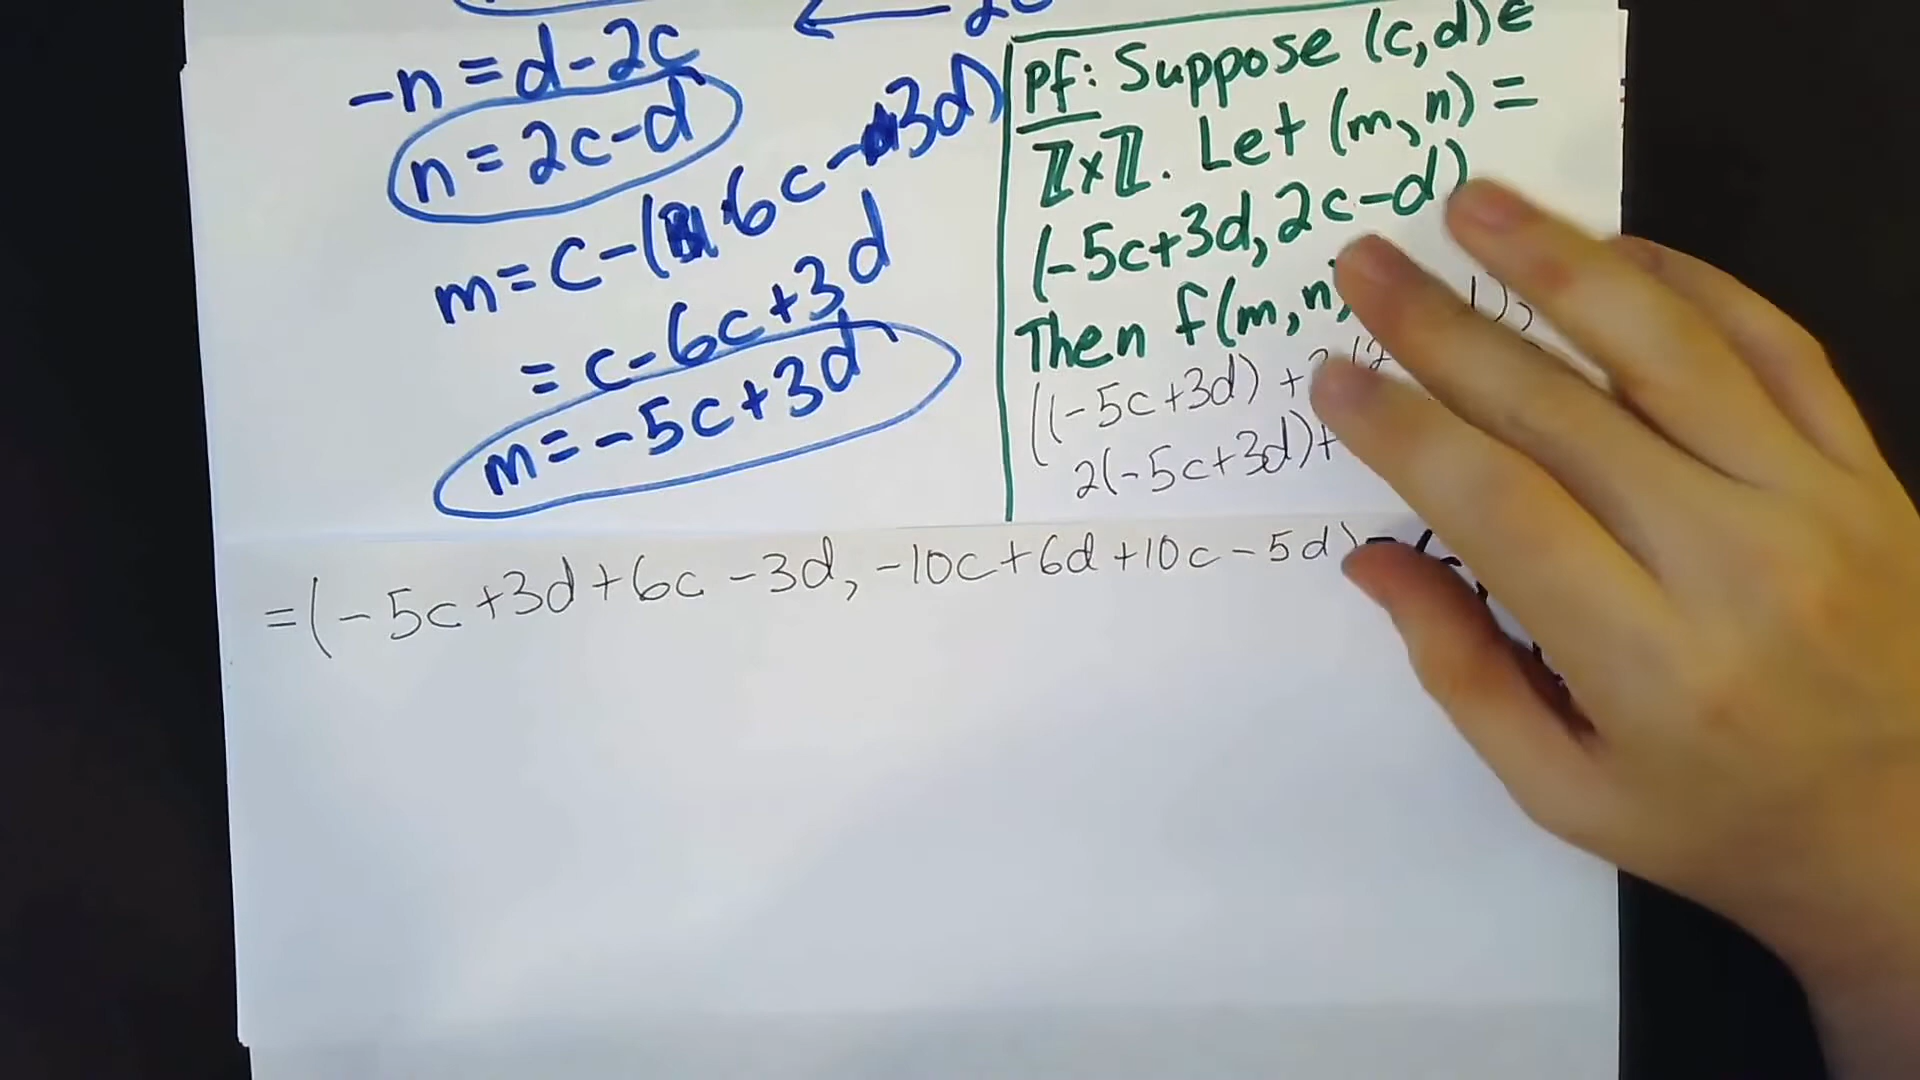 -n = d-2c
n = 2c-d
m = c-( 6c - 3d)
= c-6c+3d
m = -5c+3d
pf: Suppose (c,d)∈
ℤ×ℤ. Let (m,n) =
(-5c+3d, 2c-d)
Then f(m,n)
((-5c+3d) +
2(-5c+3d)+
=(-5c+3d+6c-3d, -10c+6d+10c-5d) =